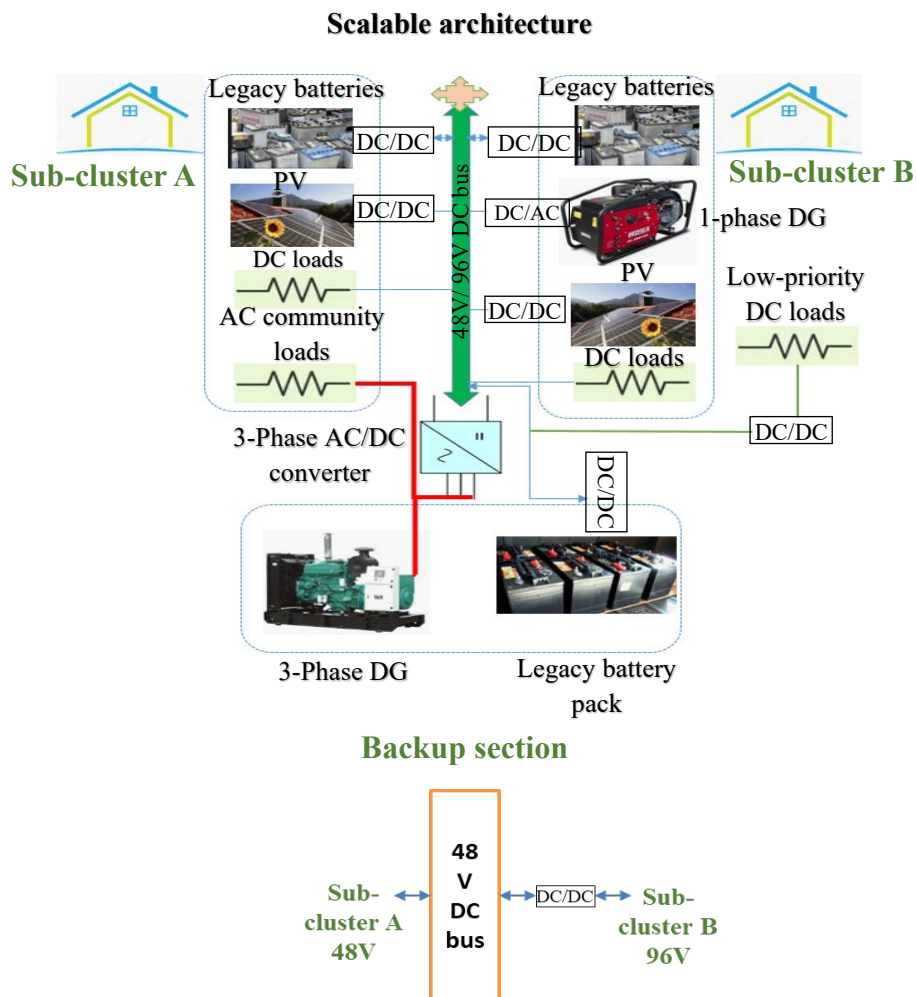 Scalable architecture
Legacy batteries
DC/DC
Sub-cluster A
PV
DC/DC
DC loads
AC community
loads
48V/ 96V DC bus
Legacy batteries
DC/DC
Sub-cluster B
DC/AC
1-phase DG
PV
DC/DC
DC loads
Low-priority
DC loads
DC/DC
3-Phase AC/DC
converter
DC/DC
3-Phase DG
Legacy battery
pack
Backup section
48
V
DC
bus
Sub-
cluster A
48V
DC/DC
Sub-
cluster B
96V